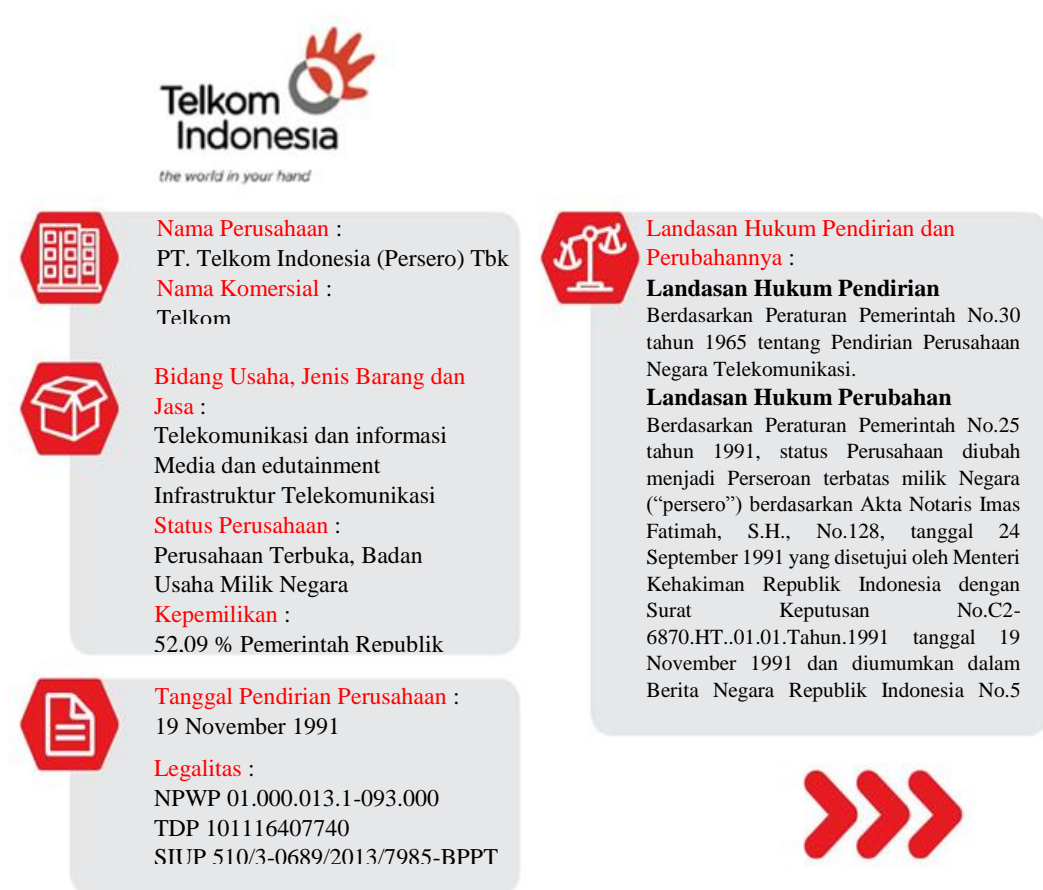 Telkom
Indonesia
the world in your hand
Nama Perusahaan :
PT. Telkom Indonesia (Persero) Tbk
Nama Komersial :
Telkom
Bidang Usaha, Jenis Barang dan
Jasa :
Telekomunikasi dan informasi
Media dan edutainment
Infrastruktur Telekomunikasi
Status Perusahaan :
Perusahaan Terbuka, Badan
Usaha Milik Negara
Kepemilikan :
52,09 % Pemerintah Republik
Tanggal Pendirian Perusahaan :
19 November 1991
Legalitas :
NPWP 01.000.013.1-093.000
TDP 101116407740
SIUP 510/3-0689/2013/7985-BPPT
Landasan Hukum Pendirian dan
Perubahannya :
Landasan Hukum Pendirian
Berdasarkan Peraturan Pemerintah No.30
tahun 1965 tentang Pendirian Perusahaan
Negara Telekomunikasi.
Landasan Hukum Perubahan
Berdasarkan Peraturan Pemerintah No.25
tahun 1991, status Perusahaan diubah
menjadi Perseroan terbatas milik Negara
(“persero”) berdasarkan Akta Notaris Imas
Fatimah, S.H., No.128, tanggal 24
September 1991 yang disetujui oleh Menteri
Kehakiman Republik Indonesia dengan
Surat Keputusan No.C2-
6870.HT..01.01.Tahun.1991 tanggal 19
November 1991 dan diumumkan dalam
Berita Negara Republik Indonesia No.5